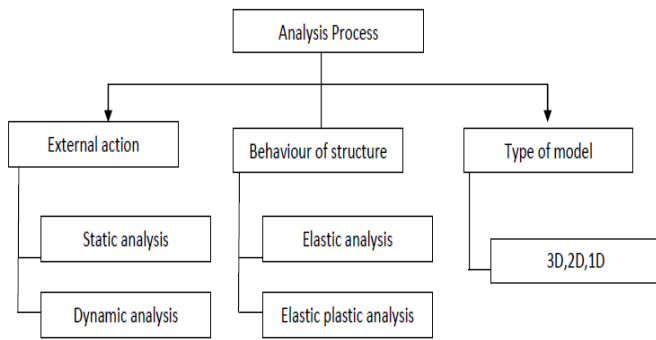 Analysis Process
External action
Behaviour of structure
Type of model
Static analysis
Elastic analysis
3D,2D,1D
Dynamic analysis
Elastic plastic analysis